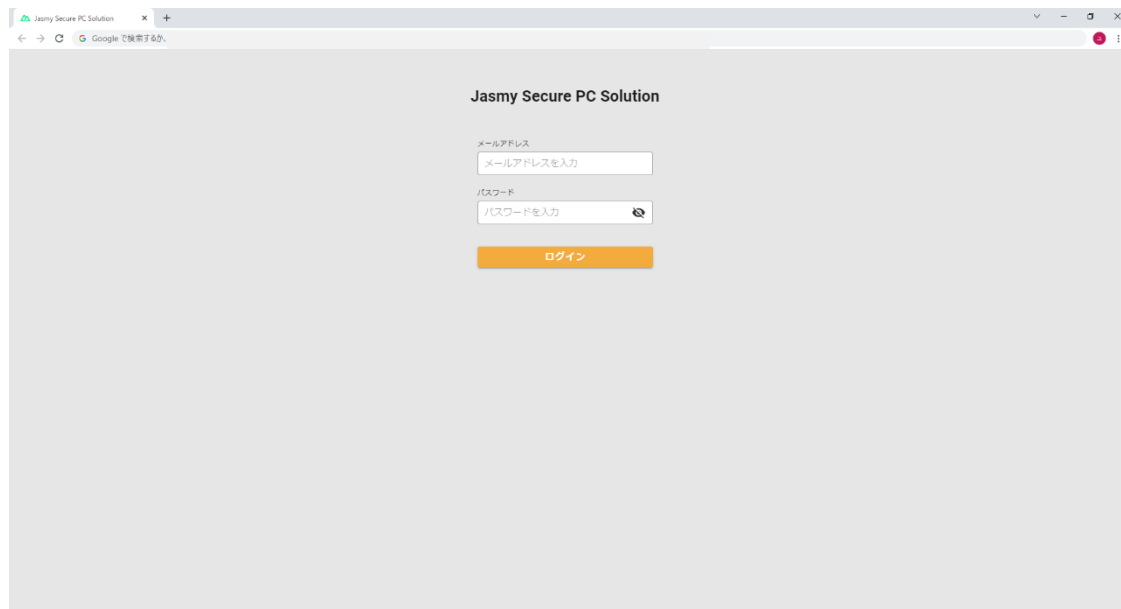 Jasmy Secure PC Solution
Google で検索するか、
Jasmy Secure PC Solution
メールアドレス
メールアドレスを入力
パスワード
パスワードを入力
ログイン